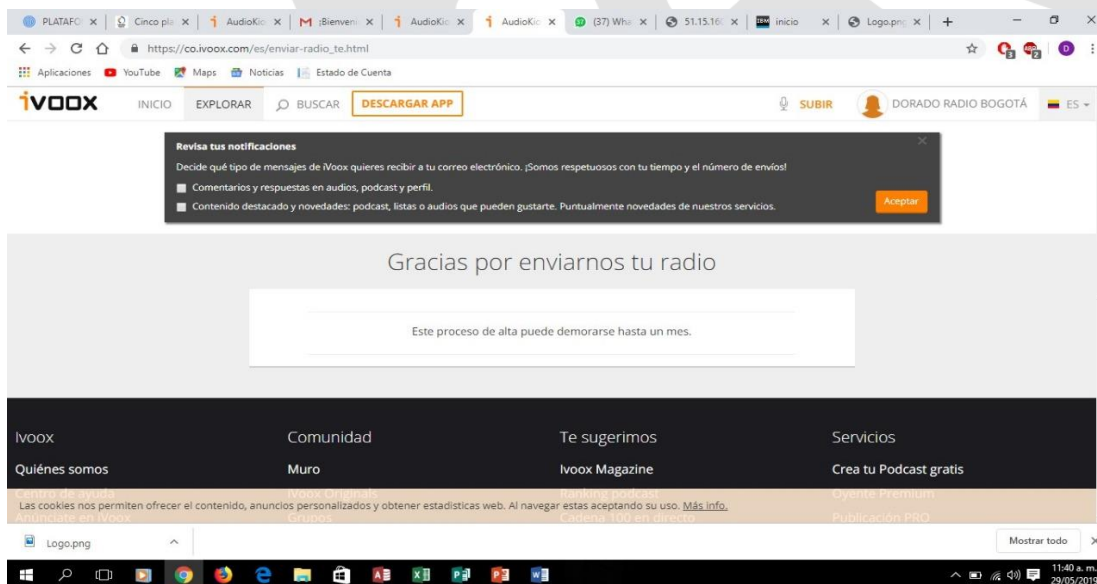 PLATAFO
Cinco pla
AudioKio
M ¡Bienveni
AudioKio
AudioKio
(37) Wha
51.15.16
IBM inicio
Logo.pn
https://co.ivoox.com/es/enviar-radio_te.html
Aplicaciones YouTube Maps Noticias Estado de Cuenta
ivoox INICIO EXPLORAR BUSCAR DESCARGAR APP SUBIR DORADO RADIO BOGOTÁ ES
Revisa tus notificaciones
Decide qué tipo de mensajes de iVoox quieres recibir a tu correo electrónico. ¡Somos respetuosos con tu tiempo y el número de envíos!
Comentarios y respuestas en audios, podcast y perfil.
Contenido destacado y novedades: podcast, listas o audios que pueden gustarte. Puntualmente novedades de nuestros servicios.
Aceptar
Gracias por enviarnos tu radio
Este proceso de alta puede demorarse hasta un mes.
Ivoox Comunidad Te sugerimos Servicios
Quiénes somos Muro Ivoox Magazine Crea tu Podcast gratis
Centro de ayuda iVoox Originals Ranking podcast Oyente Premium
Las cookies nos permiten ofrecer el contenido, anuncios personalizados y obtener estadísticas web. Al navegar estas aceptando su uso. Más info.
Anúnciate en iVoox Grupos Cadena 100 en directo Publicación PRO
Logo.png Mostrar todo
11:40 a. m.
29/05/2019